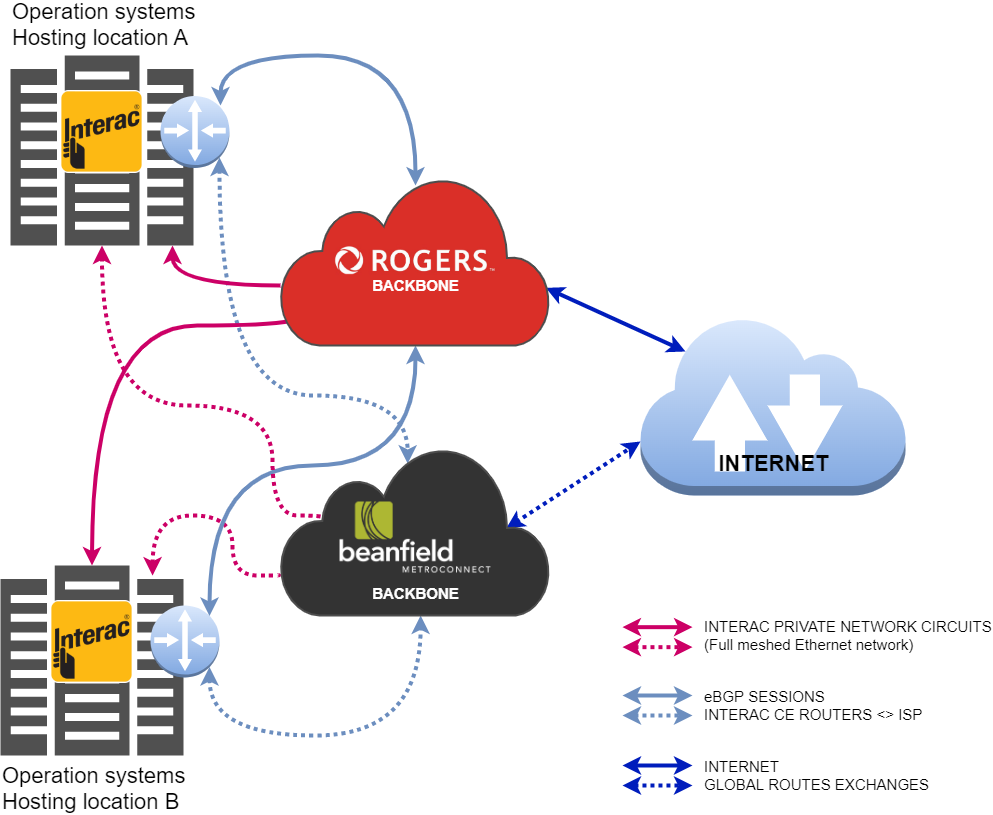 Operation systems
Hosting location A
Interac®
ROGERS™
BACKBONE
INTERNET
beanfield
METROCONNECT
BACKBONE
Interac®
Operation systems
Hosting location B
INTERAC PRIVATE NETWORK CIRCUITS
(Full meshed Ethernet network)
eBGP SESSIONS
INTERAC CE ROUTERS <> ISP
INTERNET
GLOBAL ROUTES EXCHANGES